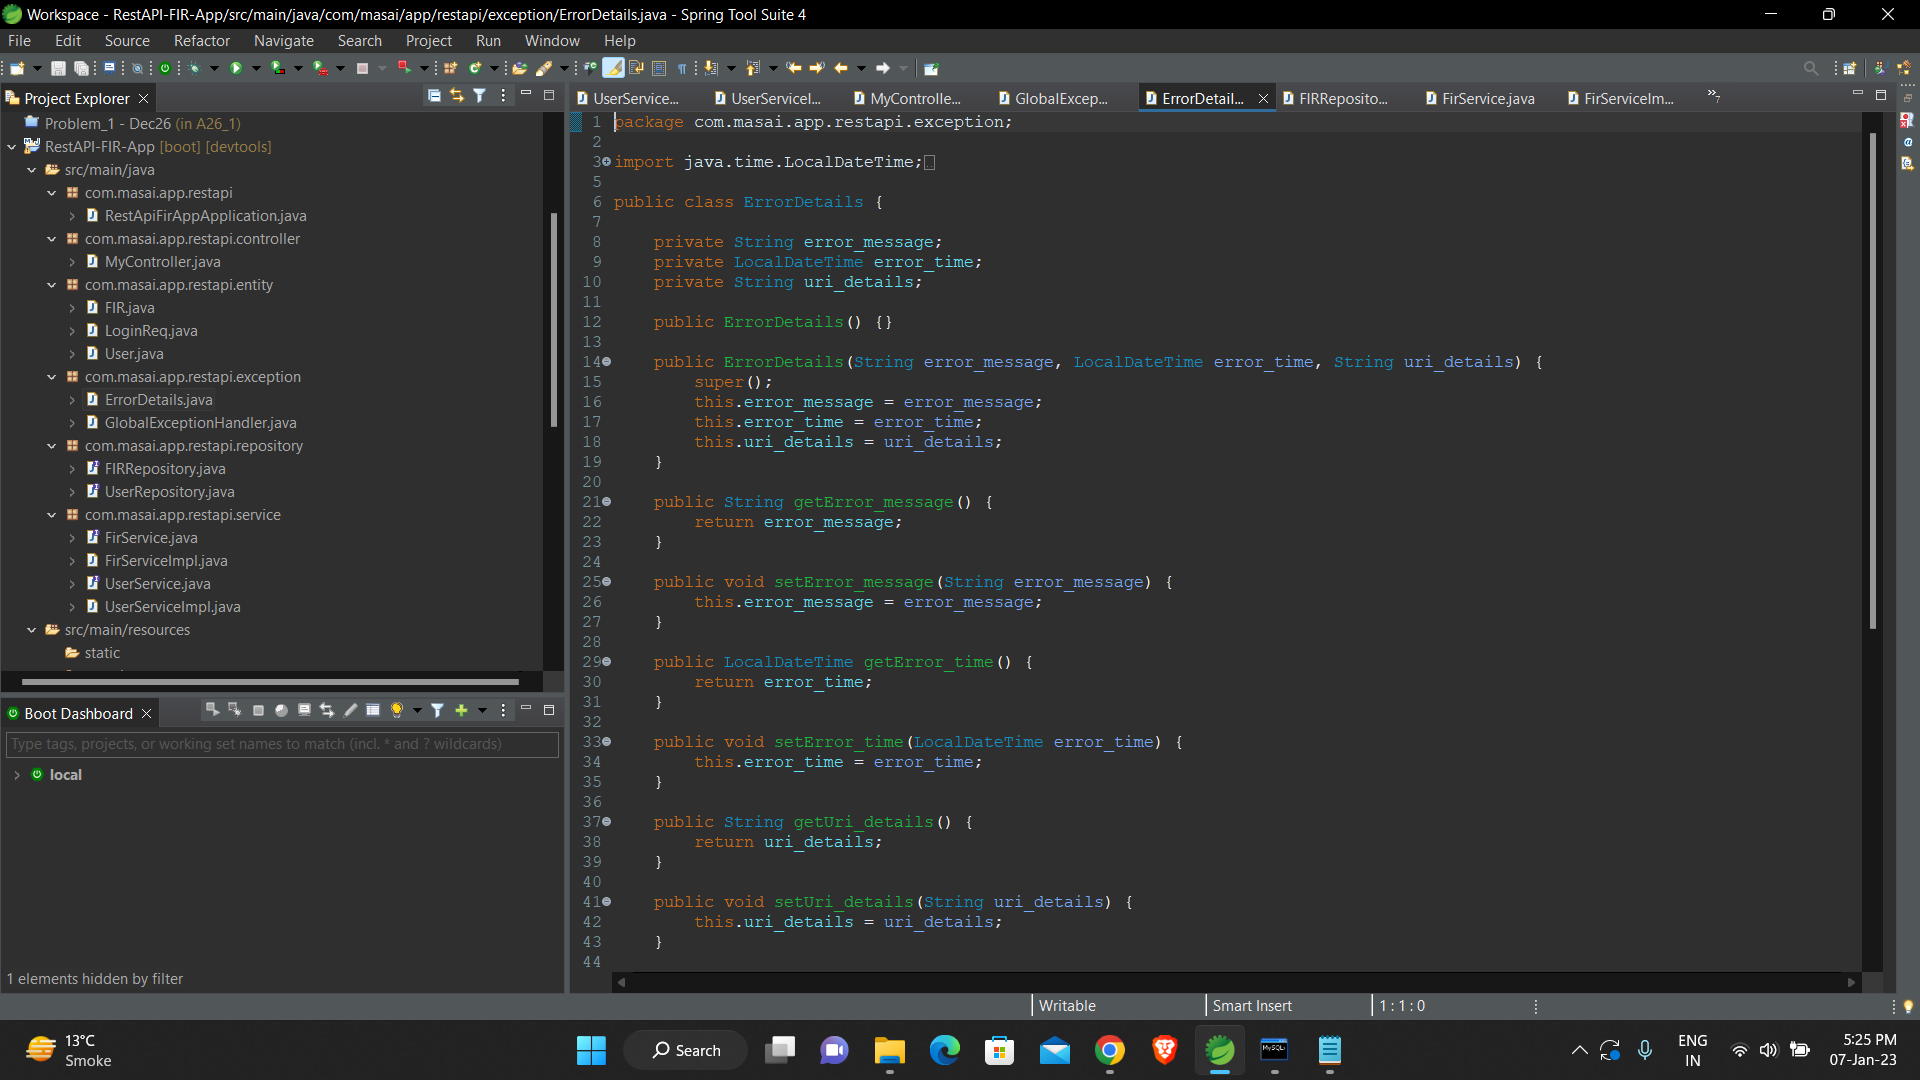 Workspace - RestAPI-FIR-App/src/main/java/com/masai/app/restapi/exception/ErrorDetails.java - Spring Tool Suite 4
File Edit Source Refactor Navigate Search Project Run Window Help
Project Explorer
Problem_1 - Dec26 (in A26_1)
RestAPI-FIR-App [boot] [devtools]
src/main/java
com.masai.app.restapi
RestApiFirAppApplication.java
com.masai.app.restapi.controller
MyController.java
com.masai.app.restapi.entity
FIR.java
LoginReq.java
User.java
com.masai.app.restapi.exception
ErrorDetails.java
GlobalExceptionHandler.java
com.masai.app.restapi.repository
FIRRepository.java
UserRepository.java
com.masai.app.restapi.service
FirService.java
FirServiceImpl.java
UserService.java
UserServiceImpl.java
src/main/resources
static
Boot Dashboard
Type tags, projects, or working set names to match (incl. * and ? wildcards)
local
1 elements hidden by filter
UserService... UserServiceI... MyControlle... GlobalExcep... ErrorDetail... FIRReposito... FirService.java FirServiceIm... »7
1 package com.masai.app.restapi.exception;
2
3 import java.time.LocalDateTime;
5
6 public class ErrorDetails {
7
8 private String error_message;
9 private LocalDateTime error_time;
10 private String uri_details;
11
12 public ErrorDetails() {}
13
14 public ErrorDetails(String error_message, LocalDateTime error_time, String uri_details) {
15 super();
16 this.error_message = error_message;
17 this.error_time = error_time;
18 this.uri_details = uri_details;
19 }
20
21 public String getError_message() {
22 return error_message;
23 }
24
25 public void setError_message(String error_message) {
26 this.error_message = error_message;
27 }
28
29 public LocalDateTime getError_time() {
30 return error_time;
31 }
32
33 public void setError_time(LocalDateTime error_time) {
34 this.error_time = error_time;
35 }
36
37 public String getUri_details() {
38 return uri_details;
39 }
40
41 public void setUri_details(String uri_details) {
42 this.uri_details = uri_details;
43 }
44
Writable Smart Insert 1 : 1 : 0
13°C
Smoke
Search
MySQL
ENG
IN
5:25 PM
07-Jan-23